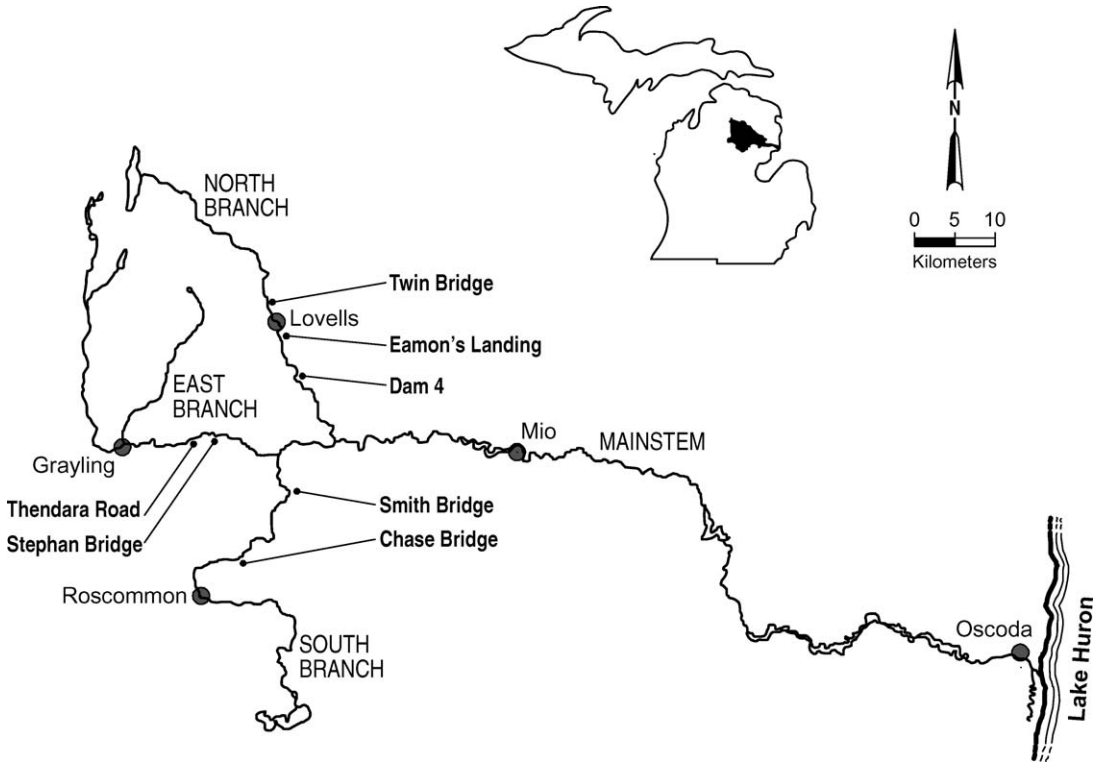 N
0 5 10
Kilometers
NORTH
BRANCH
Twin Bridge
Lovells
Eamon's Landing
Dam 4
EAST
BRANCH
Mio
MAINSTEM
Grayling
Thendara Road
Stephan Bridge
Smith Bridge
Chase Bridge
Roscommon
SOUTH
BRANCH
Oscoda
Lake Huron